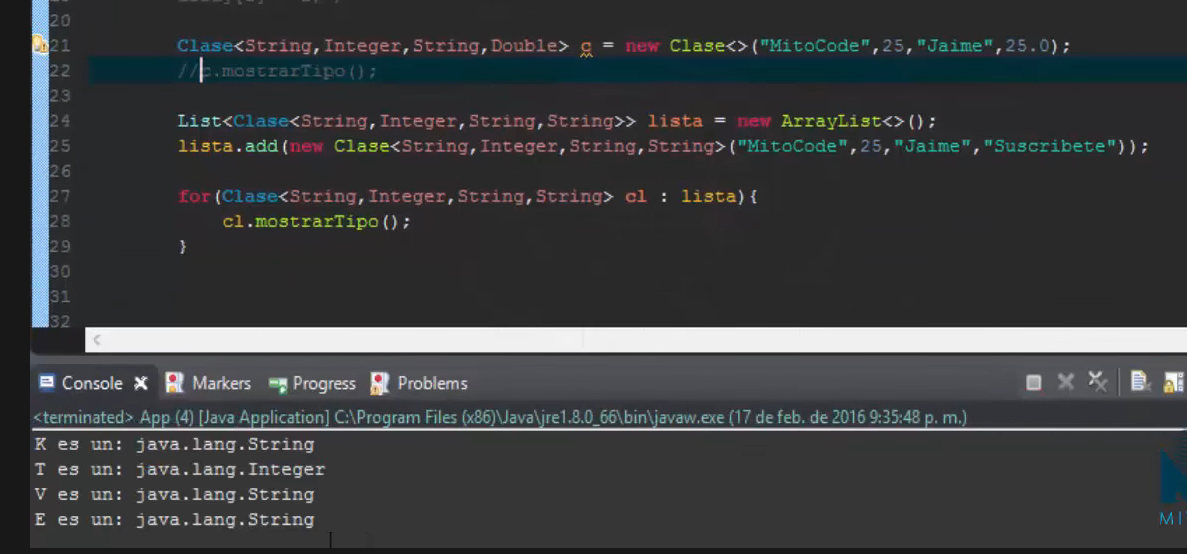 20
21 Clase<String,Integer,String,Double> c = new Clase<>("MitoCode",25,"Jaime",25.0);
22 //c.mostrarTipo();
23
24 List<Clase<String,Integer,String,String>> lista = new ArrayList<>();
25 lista.add(new Clase<String,Integer,String,String>("MitoCode",25,"Jaime","Suscribete"));
26
27 for(Clase<String,Integer,String,String> cl : lista){
28 cl.mostrarTipo();
29 }
30
31
32
Console Markers Progress Problems
<terminated> App (4) [Java Application] C:\Program Files (x86)\Java\jre1.8.0_66\bin\javaw.exe (17 de feb. de 2016 9:35:48 p. m.)
K es un: java.lang.String
T es un: java.lang.Integer
V es un: java.lang.String
E es un: java.lang.String
MI